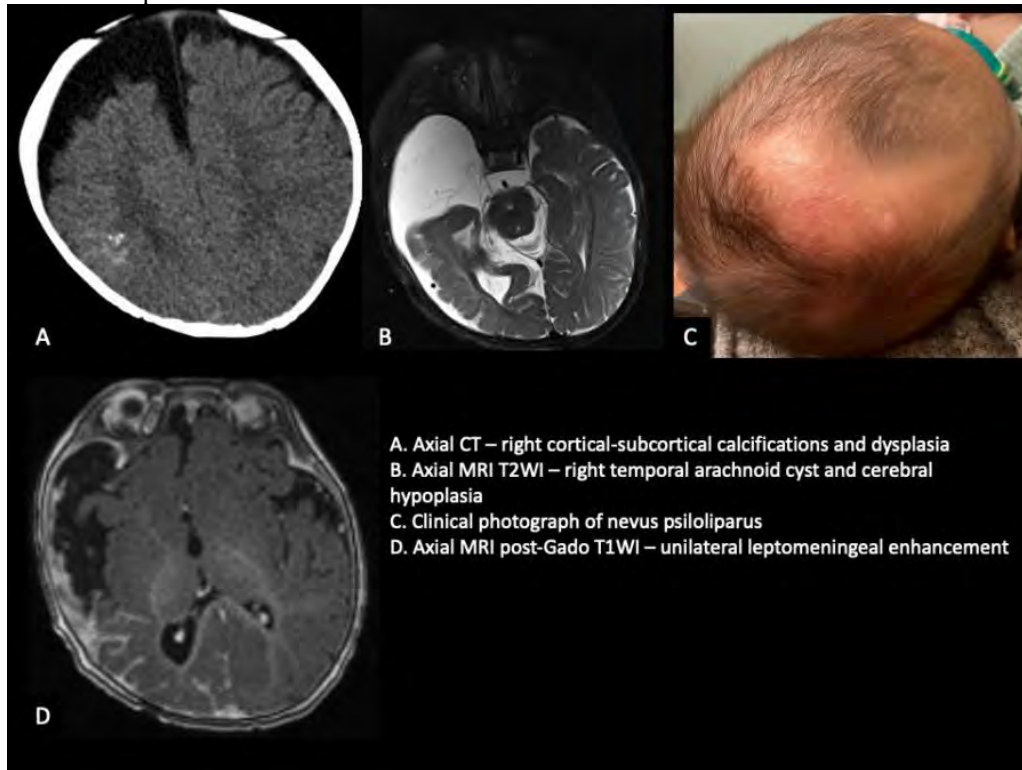 A
B
C
A. Axial CT – right cortical-subcortical calcifications and dysplasia
B. Axial MRI T2WI – right temporal arachnoid cyst and cerebral
hypoplasia
C. Clinical photograph of nevus psiloliparus
D. Axial MRI post-Gado T1WI – unilateral leptomeningeal enhancement
D